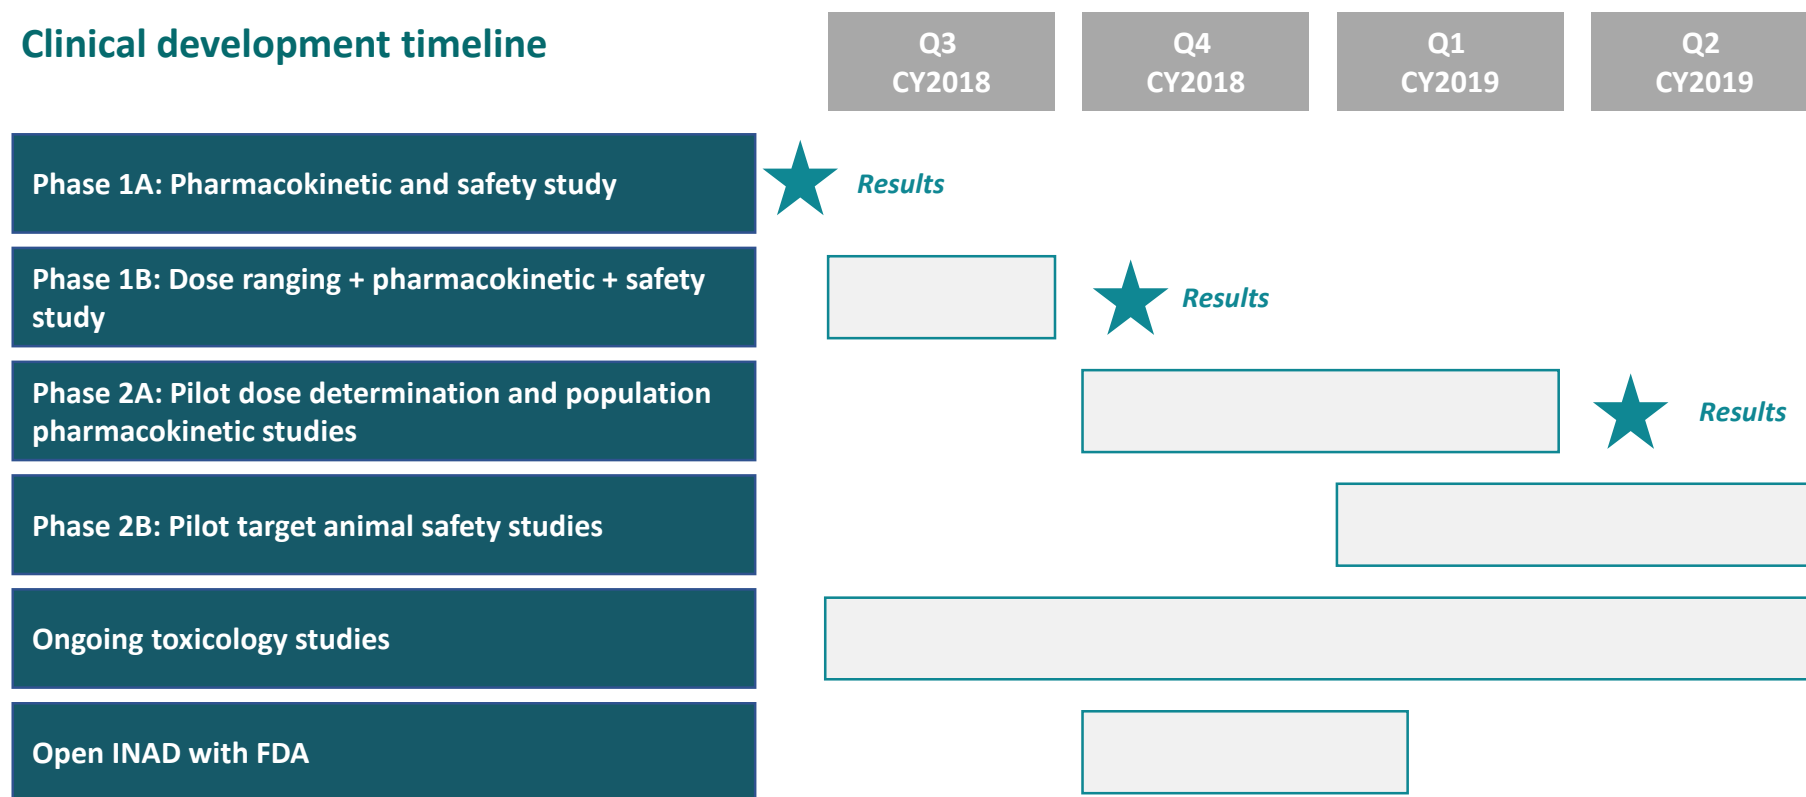 Clinical development timeline
Q3
CY2018
Q4
CY2018
Q1
CY2019
Q2
CY2019
Phase 1A: Pharmacokinetic and safety study
Results
Phase 1B: Dose ranging + pharmacokinetic + safety
study
Results
Phase 2A: Pilot dose determination and population
pharmacokinetic studies
Results
Phase 2B: Pilot target animal safety studies
Ongoing toxicology studies
Open INAD with FDA